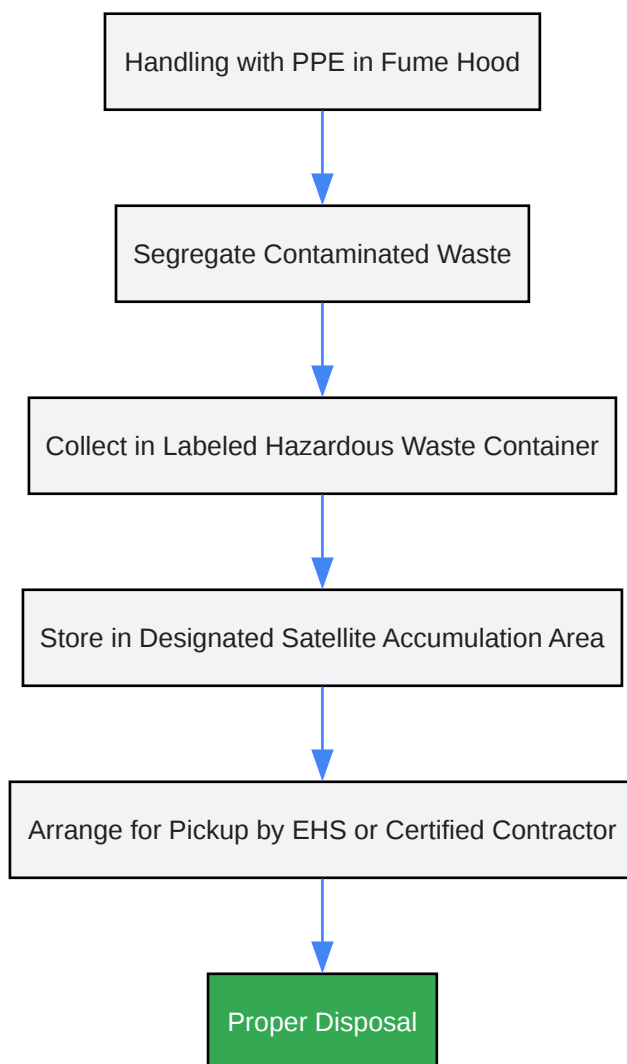 Handling with PPE in Fume Hood
Segregate Contaminated Waste
Collect in Labeled Hazardous Waste Container
Store in Designated Satellite Accumulation Area
Arrange for Pickup by EHS or Certified Contractor
Proper Disposal